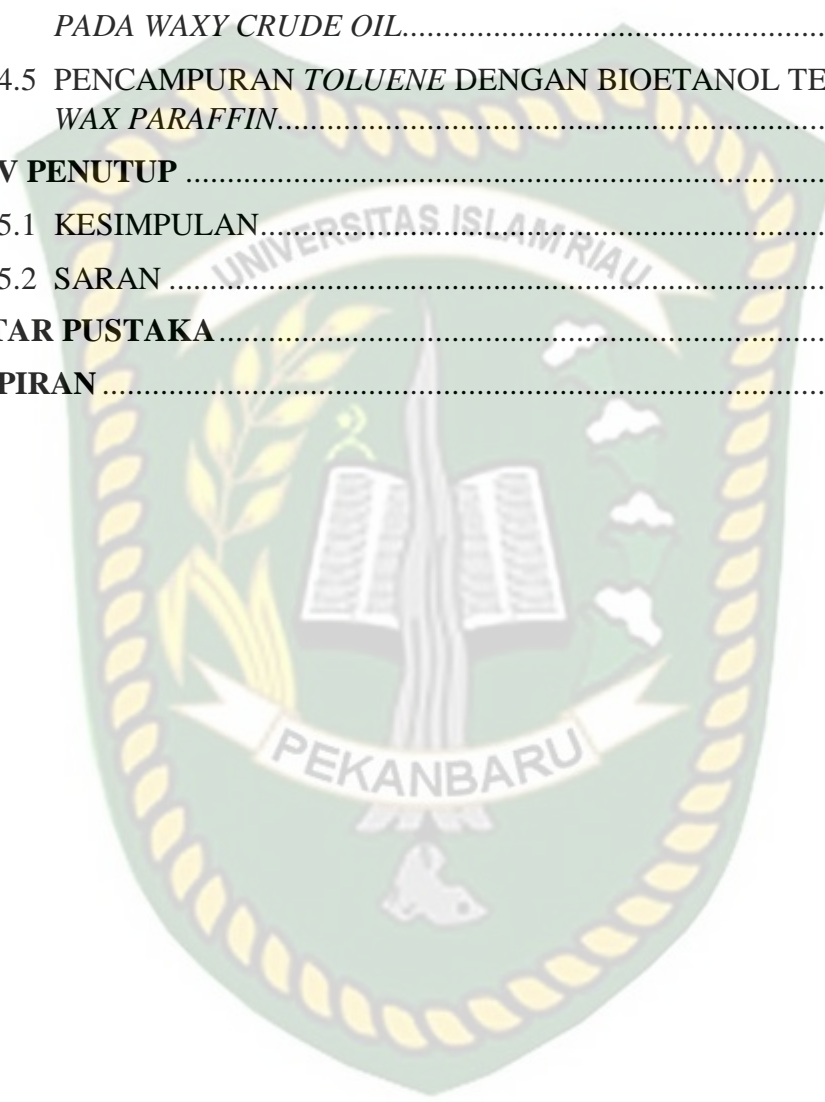 PADA WAXY CRUDE OIL
4.5 PENCAMPURAN TOLUENE DENGAN BIOETANOL TE
WAX PARAFFIN
V PENUTUP
5.1 KESIMPULAN
5.2 SARAN
TAR PUSTAKA
PIRAN
UNIVERSITAS ISLAM RIAU
PEKANBARU